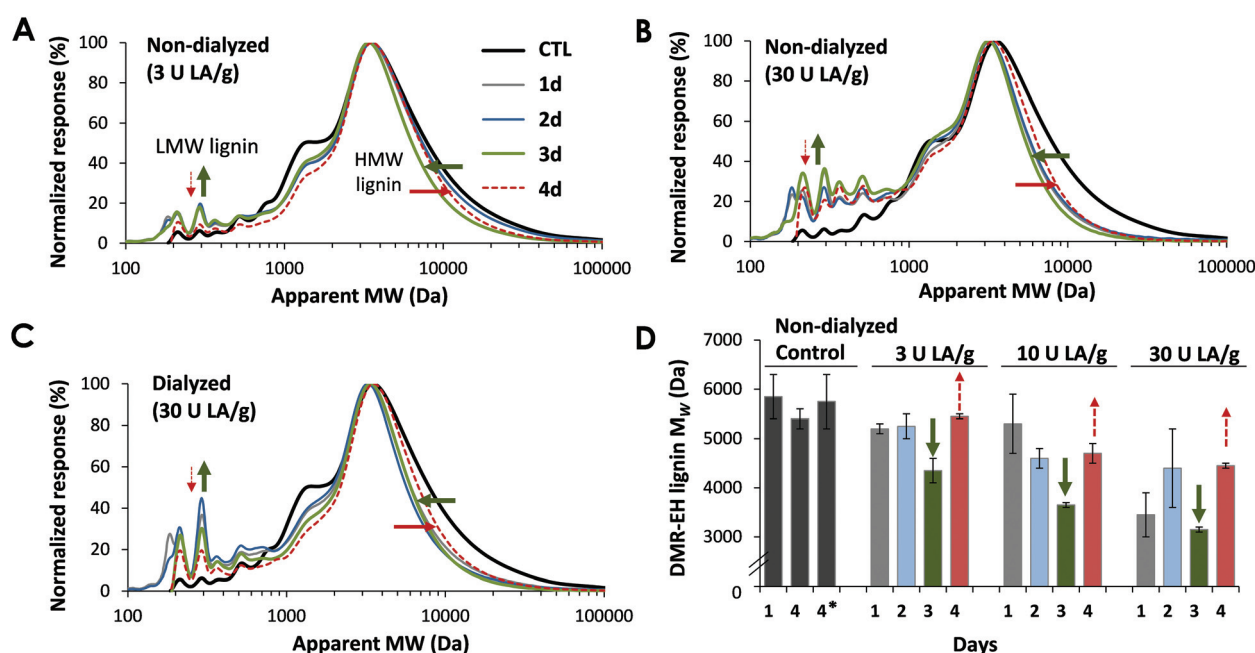 A
Non-dialyzed
(3 U LA/g)
Normalized response (%)
100
80
60
40
20
0
LMW lignin
HMW
lignin
CTL
1d
2d
3d
4d
100
1000
10000
100000
Apparent MW (Da)
B
Non-dialyzed
(30 U LA/g)
Normalized response (%)
100
80
60
40
20
0
100
1000
10000
100000
Apparent MW (Da)
C
Dialyzed
(30 U LA/g)
Normalized response (%)
100
80
60
40
20
0
100
1000
10000
100000
Apparent MW (Da)
D
Non-dialyzed
Control
3 U LA/g
10 U LA/g
30 U LA/g
DMR-EH lignin Mw (Da)
7000
6000
5000
4000
3000
0
1 4 4* 1 2 3 4 1 2 3 4 1 2 3 4
Days